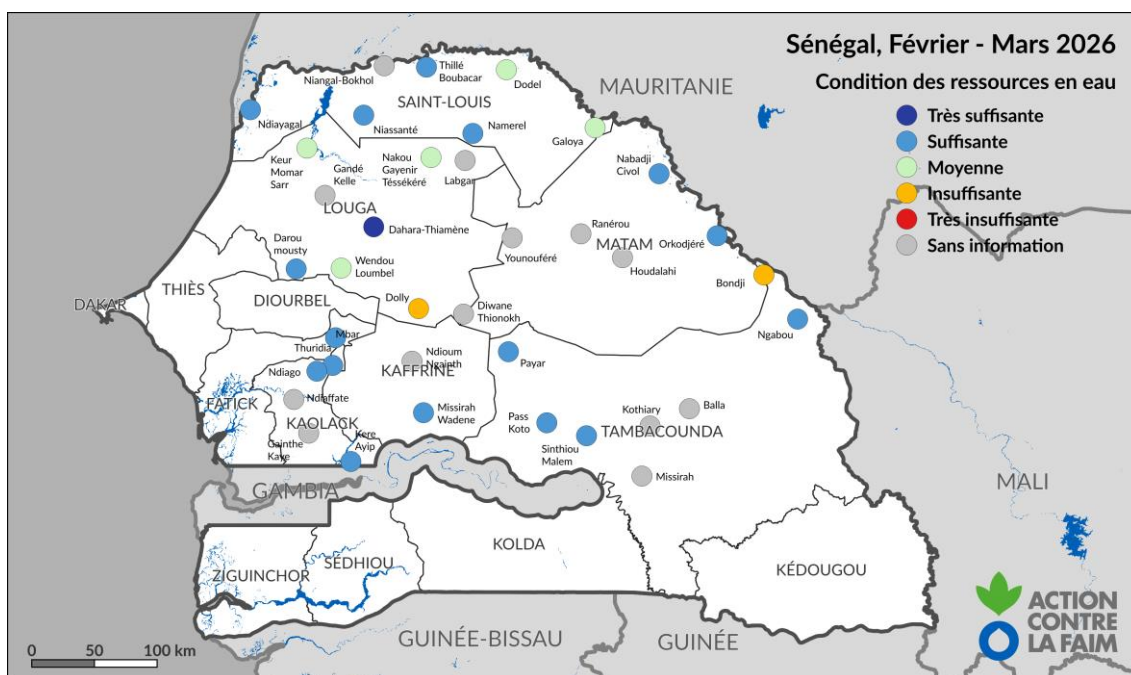 Sénégal, Février - Mars 2026
Condition des ressources en eau
Très suffisante
Suffisante
Moyenne
Insuffisante
Très insuffisante
Sans information
MAURITANIE
Niangal-Bokhol
Thillé
Boubacar
Dodel
SAINT-LOUIS
Ndiayagal
Niassanté
Namerel
Galoya
Keur
Momar
Sarr
Gandé
Kelle
Nakou
Gayenir
Téssékéré
Labgar
Nabadji
Civol
LOUGA
Dahara-Thiamène
Ranérou
MATAM
Orkodjéré
Younouféré
Houdalahi
Darou
mousty
Wendou
Loumbel
Bondji
DAKAR
THIÈS
DIOURBEL
Dolly
Diwane
Thionokh
Ngabou
Mbar
Thuridia
Ndiago
Ndioum
Ngainth
KAFFRINE
Payar
FATICK
Ndiaffate
KAOLACK
Gainthe
Kaye
Kere
Ayip
Missirah
Wadene
Pass
Koto
Sinthiou
Malem
Kothiary
Balla
TAMBACOUNDA
Missirah
GAMBIA
MALI
ZIGUINCHOR
SÉDHIOU
KOLDA
KÉDOUGOU
GUINÉE-BISSAU
GUINÉE
0 50 100 km
ACTION
CONTRE
LA FAIM